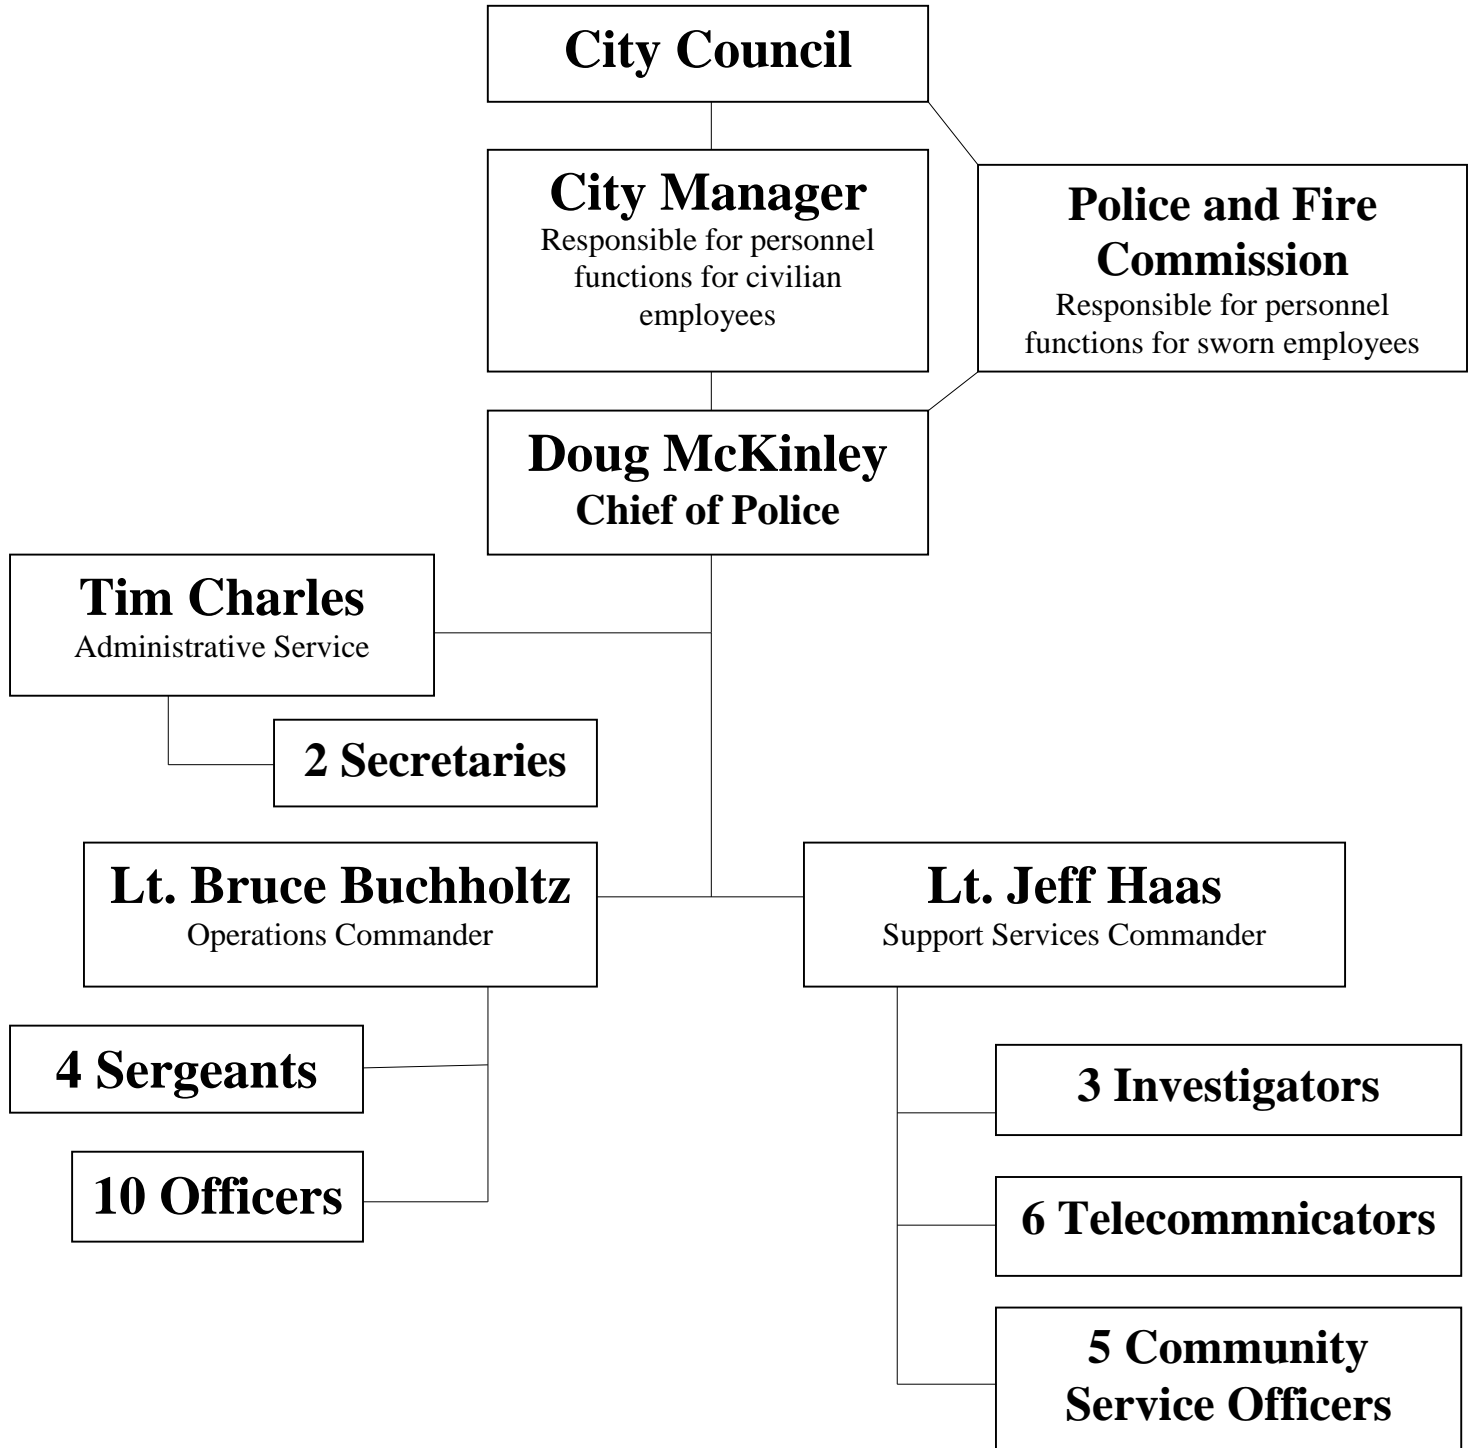 City Council
City Manager
Responsible for personnel
functions for civilian
employees
Police and Fire
Commission
Responsible for personnel
functions for sworn employees
Doug McKinley
Chief of Police
Tim Charles
Administrative Service
2 Secretaries
Lt. Bruce Buchholtz
Operations Commander
Lt. Jeff Haas
Support Services Commander
4 Sergeants
10 Officers
3 Investigators
6 Telecommnicators
5 Community
Service Officers